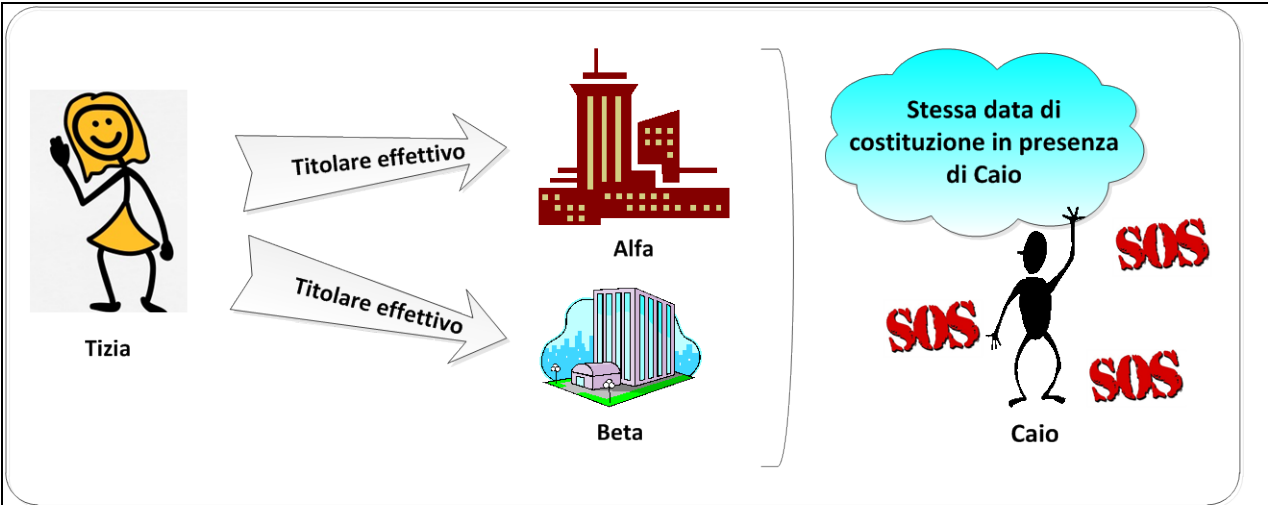 Tizia
Titolare effettivo
Titolare effettivo
Alfa
Beta
Stessa data di
costituzione in presenza
di Caio
SOS
SOS
SOS
Caio